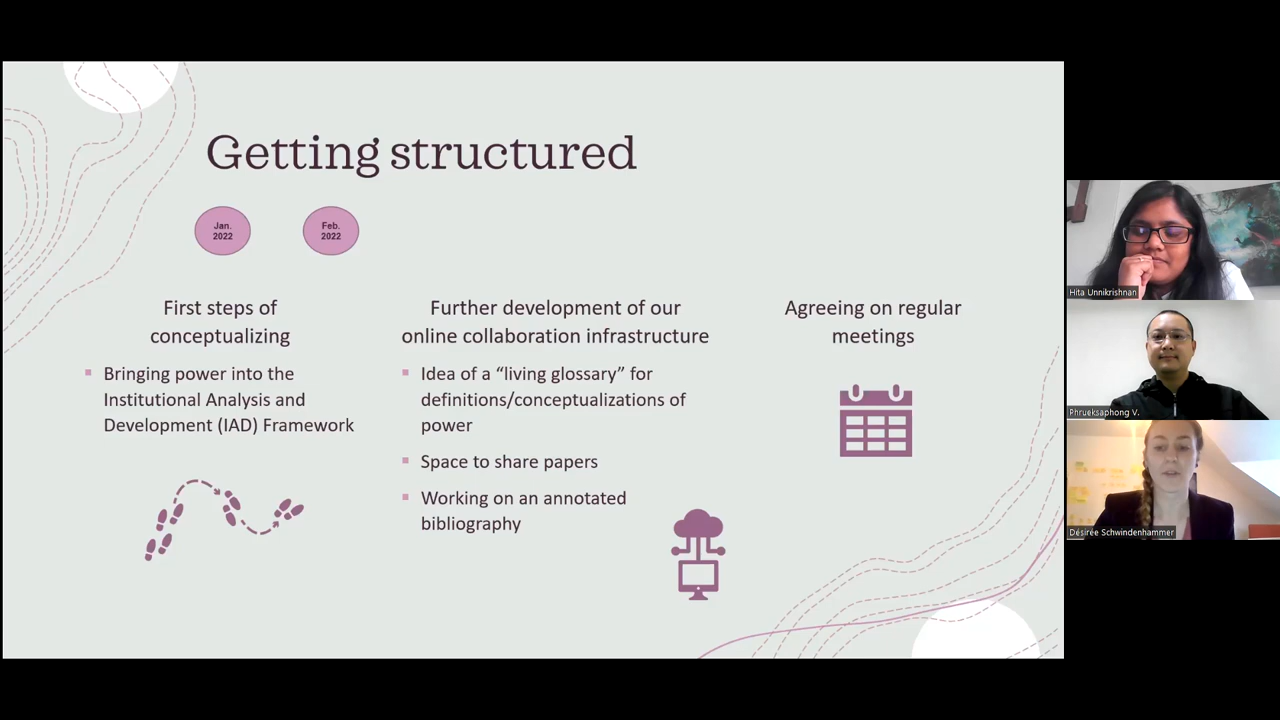 Getting structured
Jan.
2022
Feb.
2022
First steps of
conceptualizing
Bringing power into the
Institutional Analysis and
Development (IAD) Framework
Further development of our
online collaboration infrastructure
Idea of a “living glossary” for
definitions/conceptualizations of
power
Space to share papers
Working on an annotated
bibliography
Agreeing on regular
meetings
Hita Unnikrishnan
Phrueksaphong V.
Désirée Schwindenhammer